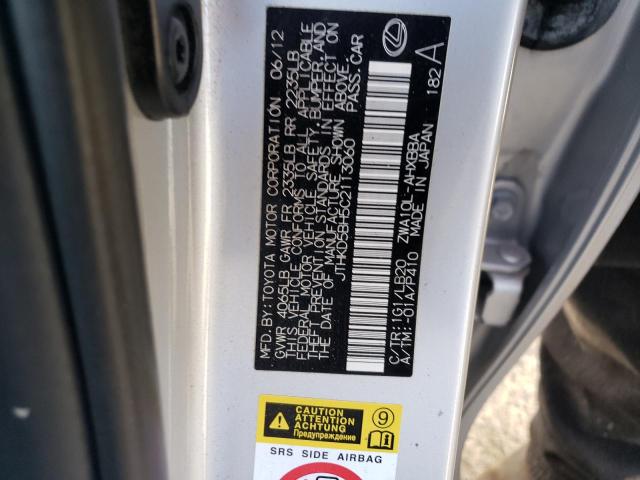 MFD.BY:TOYOTA MOTOR CORPORATION 06/12
GVWR 4065LB GAWR FR 2335LB RR 2235LB
THIS VEHICLE CONFORMS TO ALL APPLICABLE
FEDERAL MOTOR VEHICLE SAFETY, BUMPER,AND
THEFT PREVENTION STANDARDS IN EFFECT ON
THE DATE OF MANUFACTURE SHOWN ABOVE.
JTHKD5BH5C2113060 PASS.CAR
C/TR:1G1/LB20 ZWA10L-AHXBBA
A/TM:-01A/P410 MADE IN JAPAN
182 A
CAUTION
ATTENTION
ACHTUNG
Предупреждение
9
SRS SIDE AIRBAG